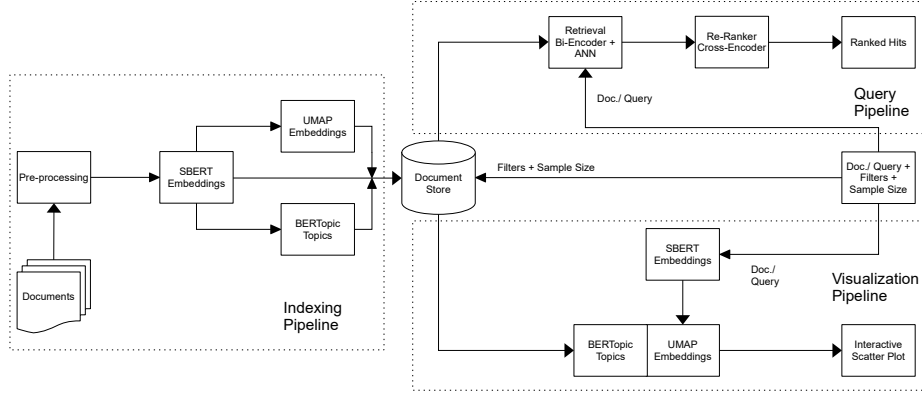 Retrieval
Bi-Encoder +
ANN
Re-Ranker
Cross-Encoder
Ranked Hits
Doc./ Query
Query
Pipeline
UMAP
Embeddings
Pre-processing
SBERT
Embeddings
Document
Store
Filters + Sample Size
Doc./ Query +
Filters +
Sample Size
BERTopic
Topics
Documents
Indexing
Pipeline
SBERT
Embeddings
Doc./
Query
Visualization
Pipeline
BERTopic
Topics
UMAP
Embeddings
Interactive
Scatter Plot